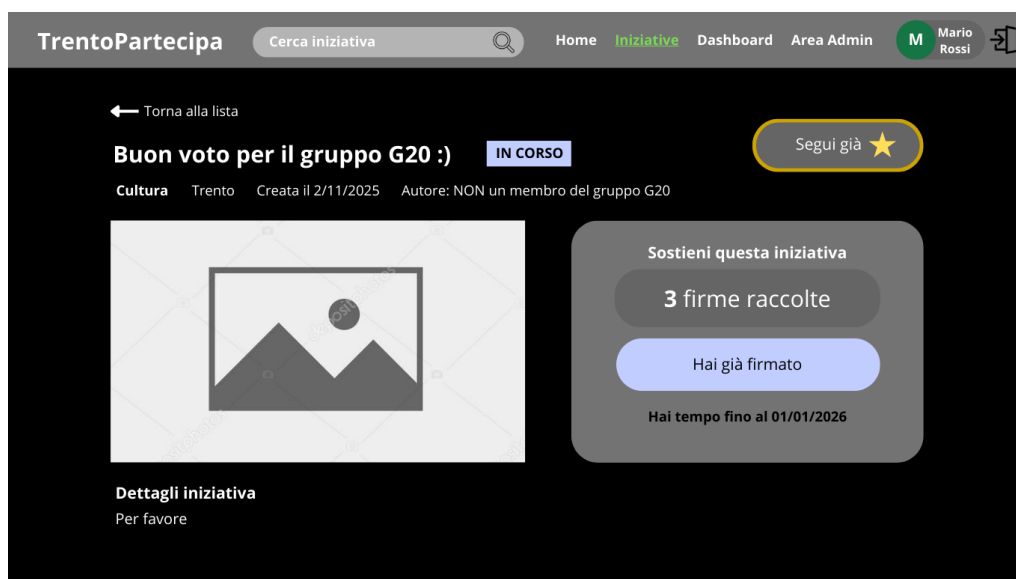 TrentoPartecipa
Cerca iniziativa
Home Iniziative Dashboard Area Admin
M
Mario
Rossi
Torna alla lista
Buon voto per il gruppo G20 :)
IN CORSO
Segui già
Cultura Trento Creata il 2/11/2025 Autore: NON un membro del gruppo G20
depositphotos
Sostieni questa iniziativa
3 firme raccolte
Hai già firmato
Hai tempo fino al 01/01/2026
Dettagli iniziativa
Per favore